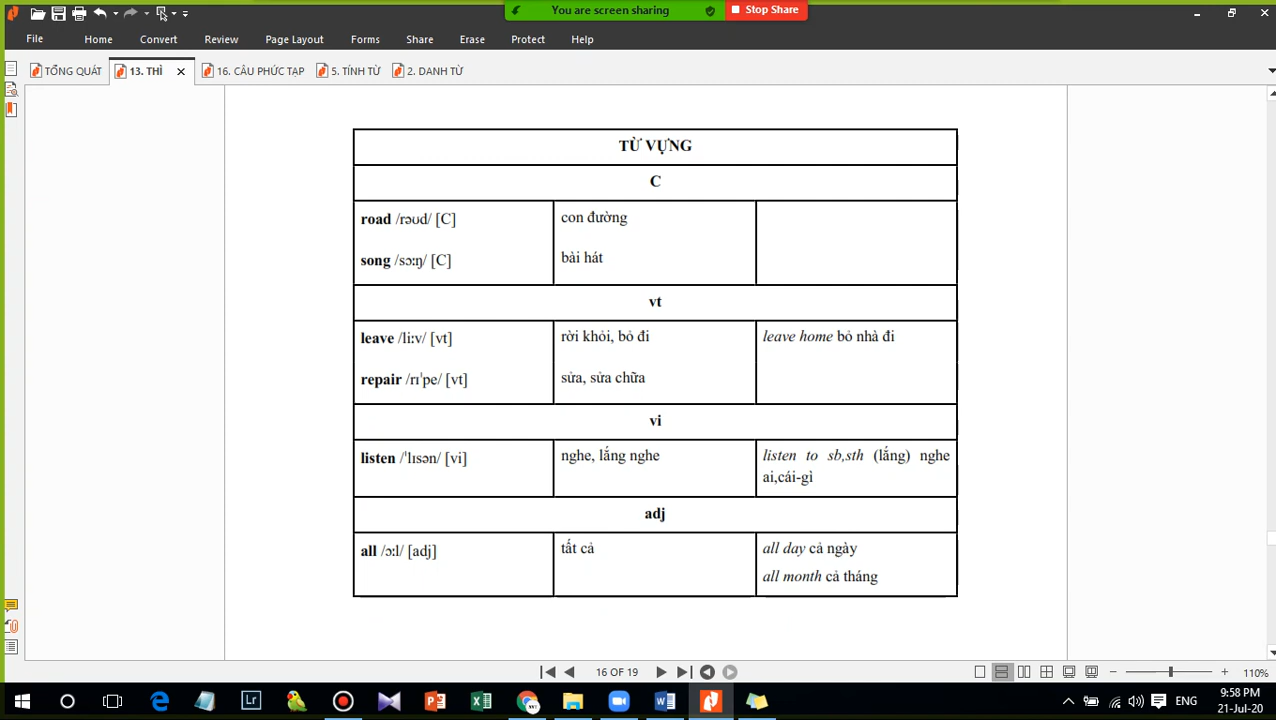 You are screen sharing
Stop Share
File Home Convert Review Page Layout Forms Share Erase Protect Help
TỔNG QUÁT 13. THÌ 16. CÂU PHỨC TẠP 5. TÍNH TỪ 2. DANH TỪ
TỪ VỰNG
C
road /rəʊd/ [C] con đường
song /sɔːŋ/ [C] bài hát
vt
leave /liːv/ [vt] rời khỏi, bỏ đi leave home bỏ nhà đi
repair /rɪˈpe/ [vt] sửa, sửa chữa
vi
listen /ˈlɪsən/ [vi] nghe, lắng nghe listen to sb,sth (lắng) nghe
ai,cái-gì
adj
all /ɔːl/ [adj] tất cả all day cả ngày
all month cả tháng
16 OF 19
110%
Lr
ENG
9:58 PM
21-Jul-20